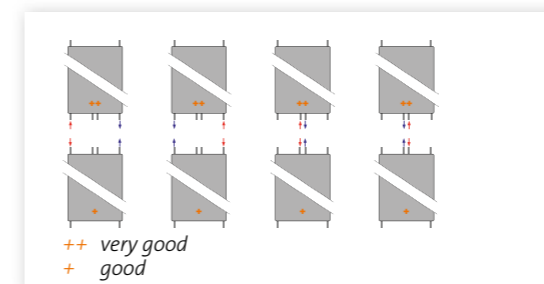 ++ ++ ++ ++
+ + + +
++ very good
+ good